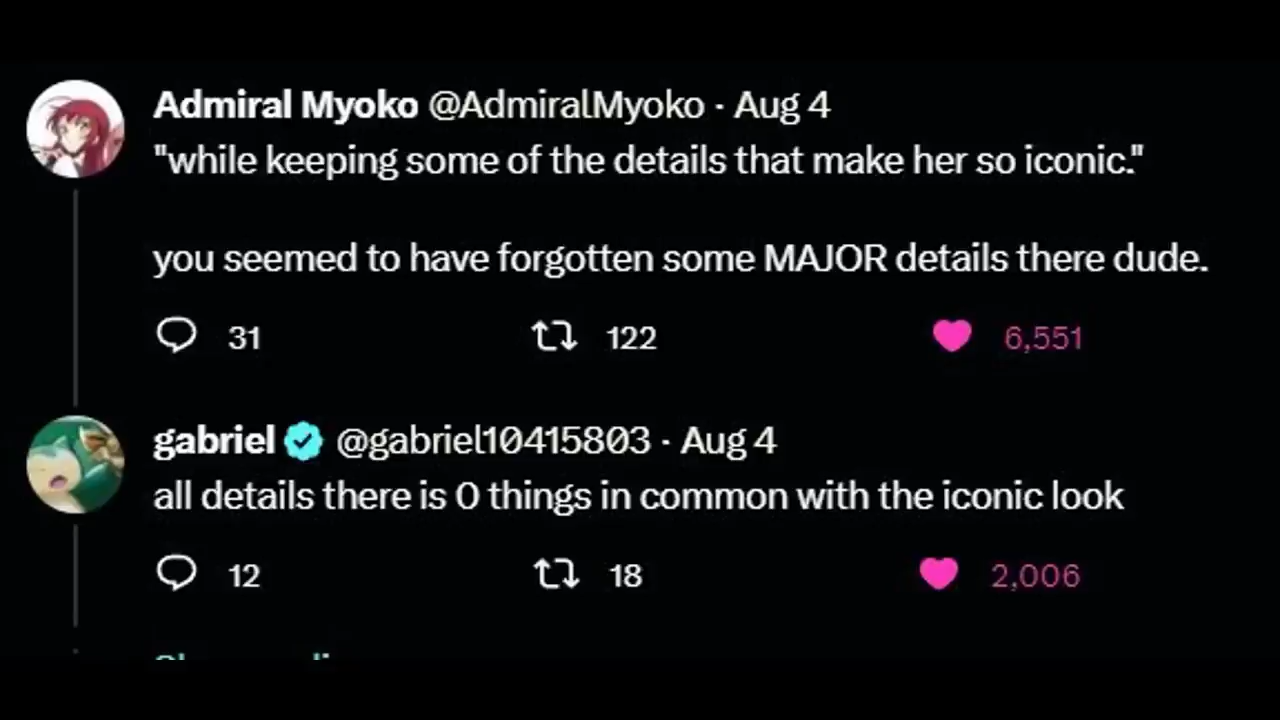 Admiral Myoko @AdmiralMyoko · Aug 4
"while keeping some of the details that make her so iconic."
you seemed to have forgotten some MAJOR details there dude.
31 122 6,551
gabriel @gabriel10415803 · Aug 4
all details there is 0 things in common with the iconic look
12 18 2,006